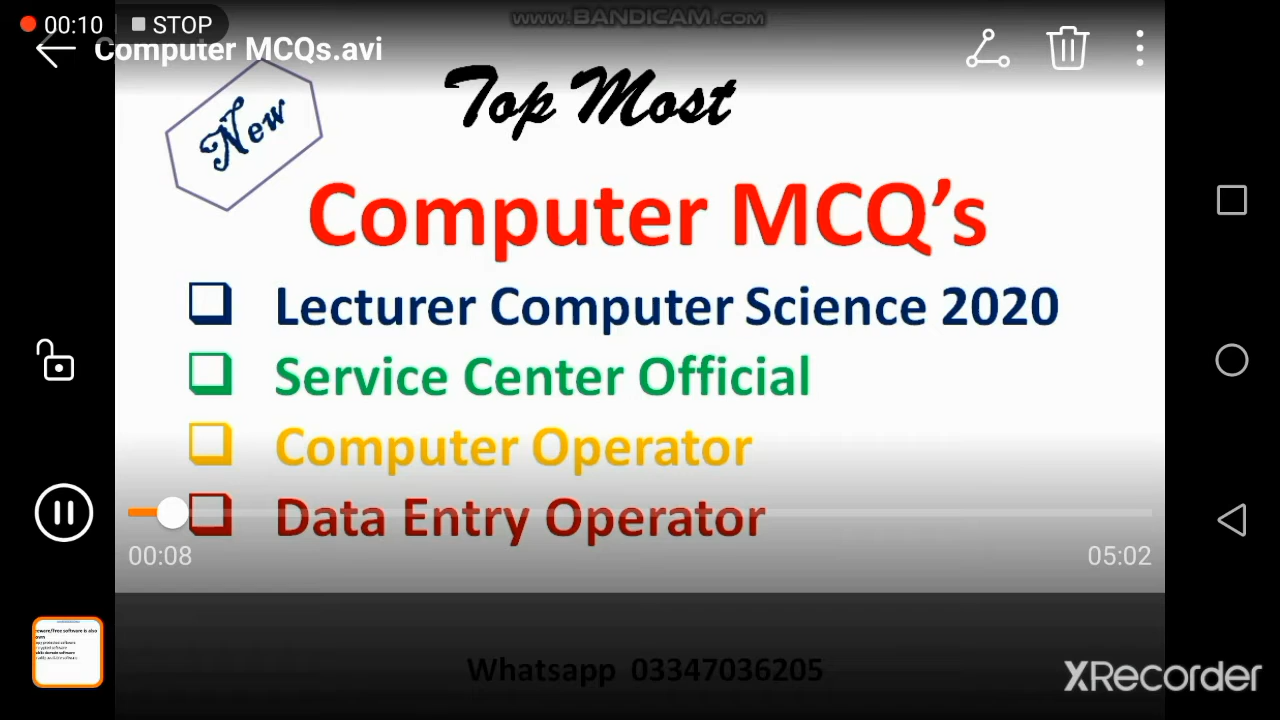 www.BANDICAM.com
00:10 STOP
Computer MCQs.avi
New
Top Most
Computer MCQ’s
Lecturer Computer Science 2020
Service Center Official
Computer Operator
Data Entry Operator
00:08 05:02
Whatsapp 03347036205
XRecorder